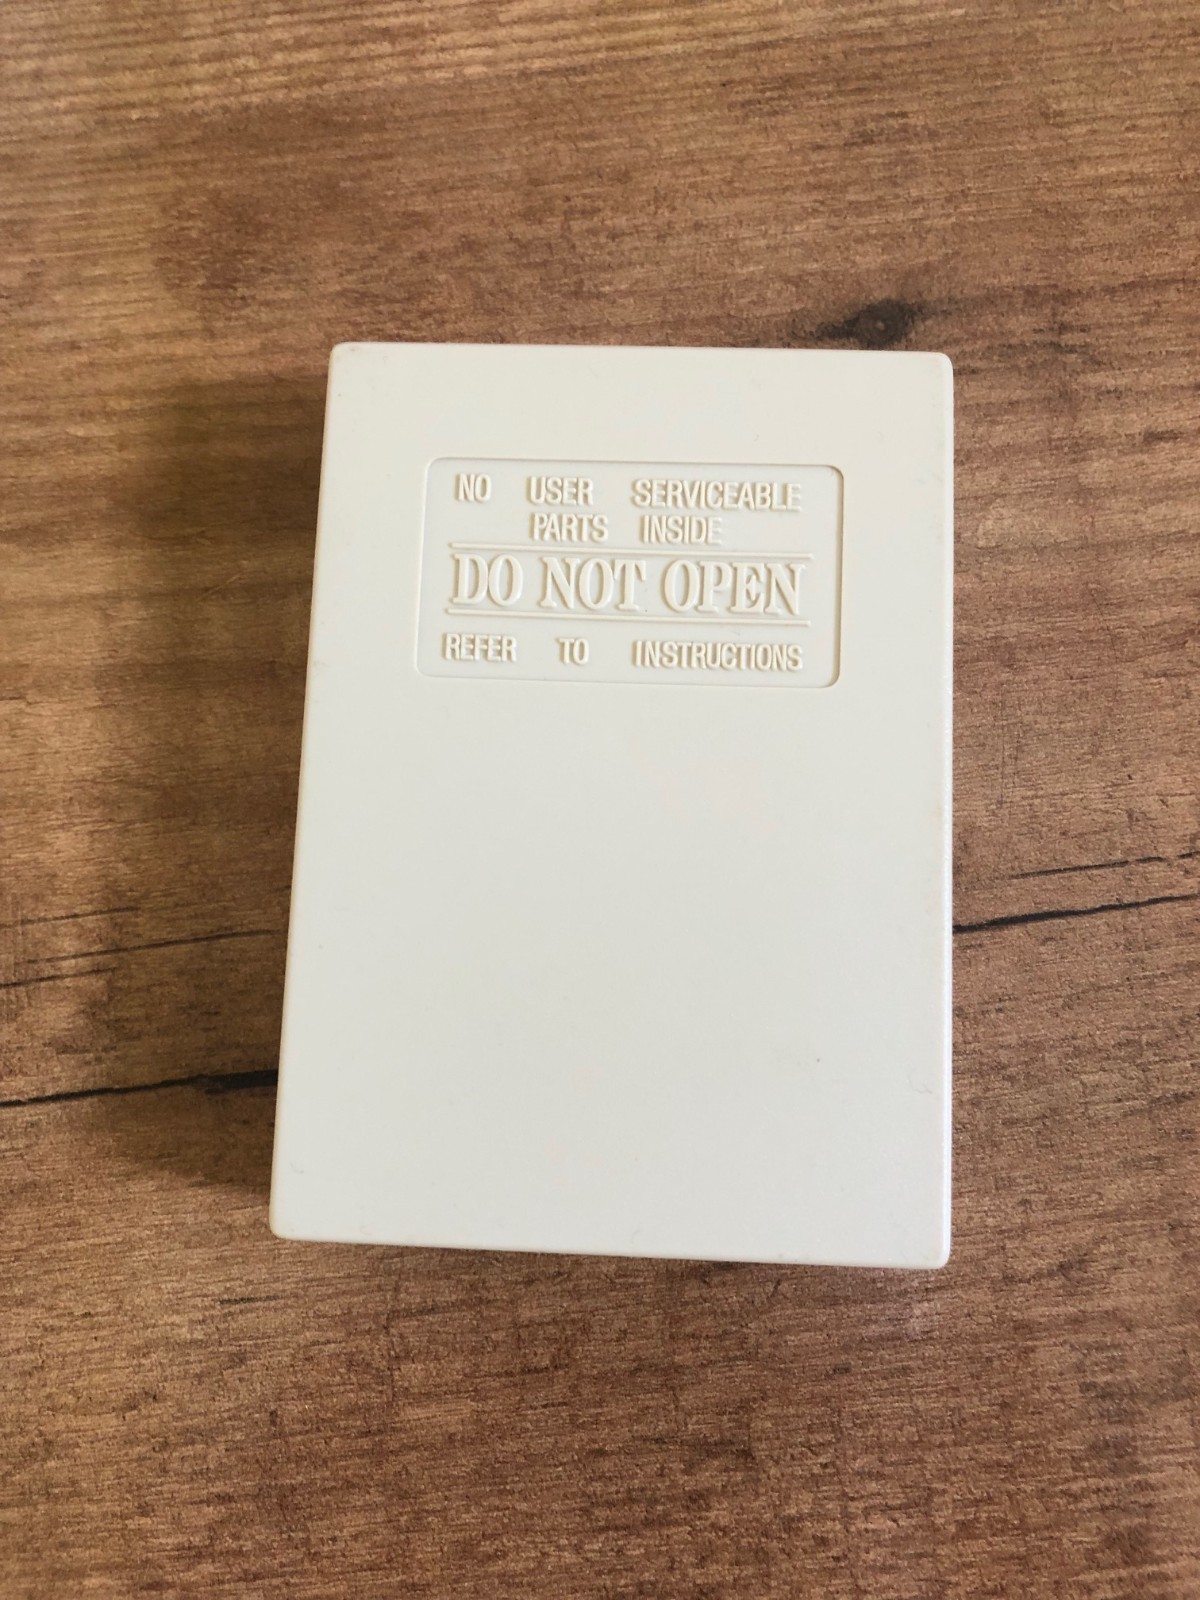 NO USER SERVICEABLE
PARTS INSIDE
DO NOT OPEN
REFER TO INSTRUCTIONS